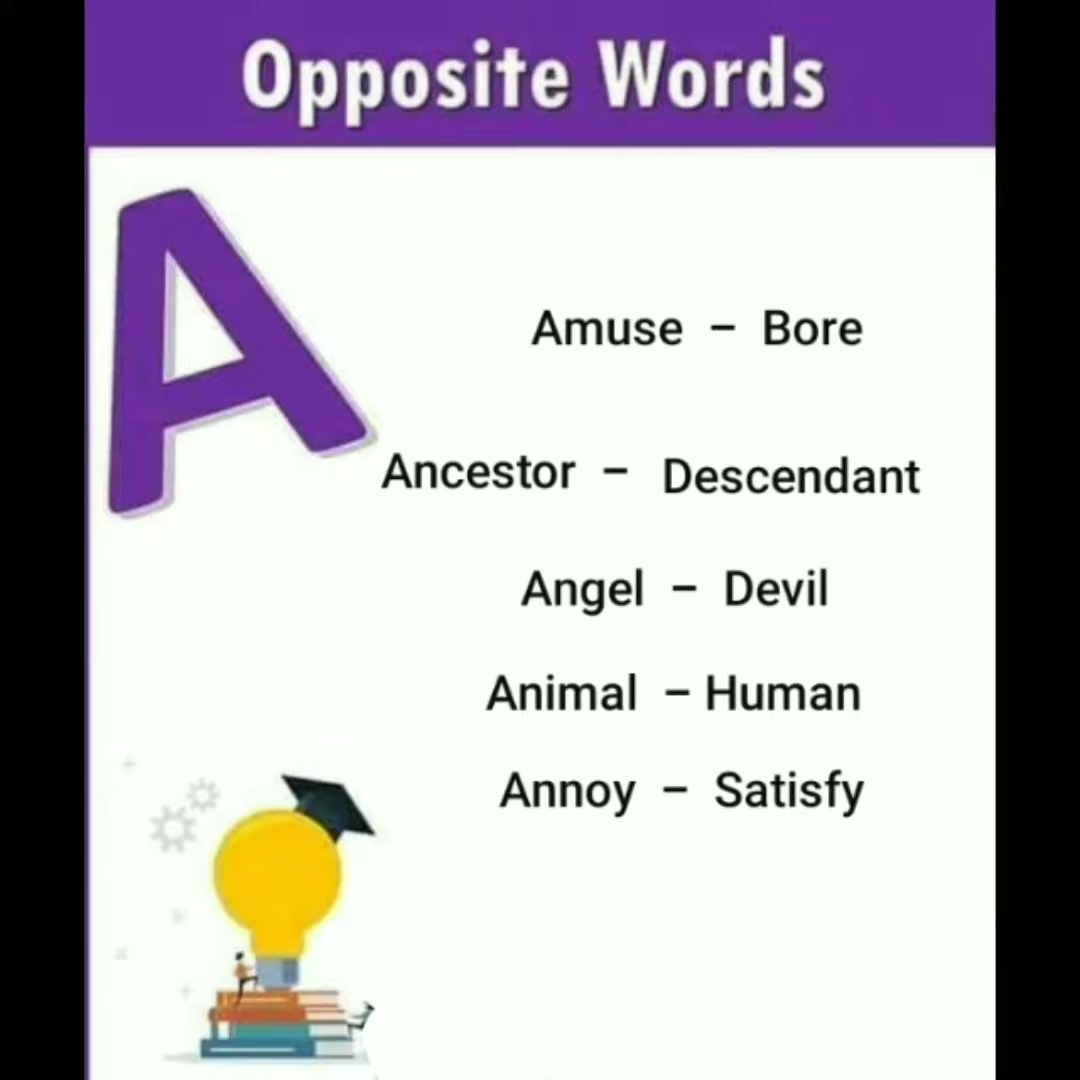 Opposite Words
A
Amuse – Bore
Ancestor – Descendant
Angel – Devil
Animal – Human
Annoy – Satisfy